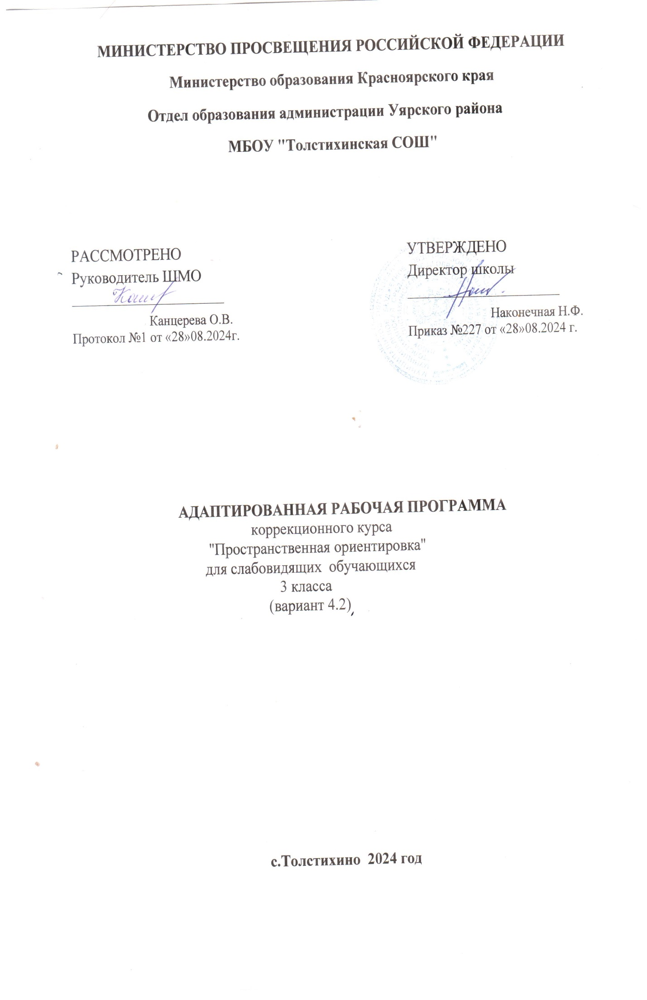 МИНИСТЕРСТВО ПРОСВЕЩЕНИЯ РОССИЙСКОЙ ФЕДЕРАЦИИ
Министерство образования Красноярского края
Отдел образования администрации Уярского района
МБОУ "Толстихинская СОШ"
РАССМОТРЕНО
Руководитель ШМО
Канцерева О.В.
Протокол №1 от «28»08.2024г.
УТВЕРЖДЕНО
Директор школы
Наконечная Н.Ф.
Приказ №227 от «28»08.2024 г.
АДАПТИРОВАННАЯ РАБОЧАЯ ПРОГРАММА
коррекционного курса
"Пространственная ориентировка"
для слабовидящих обучающихся
3 класса
(вариант 4.2)
с.Толстихино 2024 год